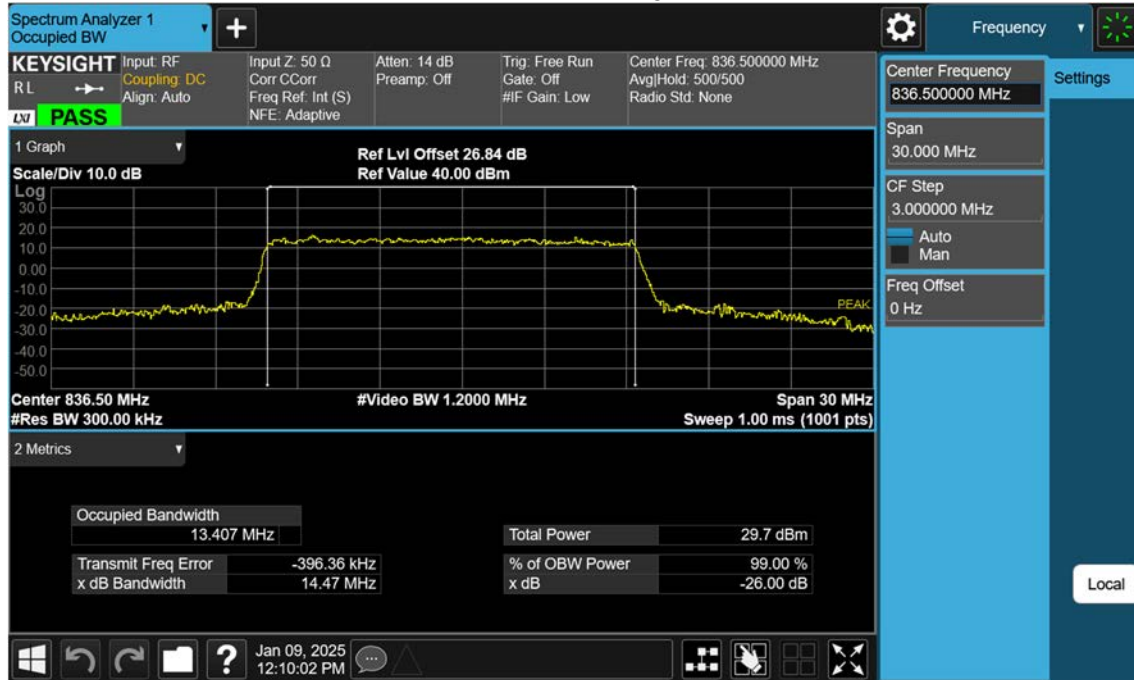 Spectrum Analyzer 1
Occupied BW
Frequency
KEYSIGHT
R L
LXI
PASS
Input: RF
Coupling: DC
Align: Auto
Input Z: 50 Ω
Corr CCorr
Freq Ref: Int (S)
NFE: Adaptive
Atten: 14 dB
Preamp: Off
Trig: Free Run
Gate: Off
#IF Gain: Low
Center Freq: 836.500000 MHz
Avg|Hold: 500/500
Radio Std: None
Center Frequency
836.500000 MHz
Settings
Span
30.000 MHz
CF Step
3.000000 MHz
Auto
Man
Freq Offset
0 Hz
Local
1 Graph
Scale/Div 10.0 dB
Ref Lvl Offset 26.84 dB
Ref Value 40.00 dBm
Log
30.0
20.0
10.0
0.00
-10.0
-20.0
-30.0
-40.0
-50.0
PEAK
Center 836.50 MHz
#Video BW 1.2000 MHz
Span 30 MHz
#Res BW 300.00 kHz
Sweep 1.00 ms (1001 pts)
2 Metrics
Occupied Bandwidth
13.407 MHz
Total Power 29.7 dBm
Transmit Freq Error -396.36 kHz
% of OBW Power 99.00 %
x dB Bandwidth 14.47 MHz
x dB -26.00 dB
?
Jan 09, 2025
12:10:02 PM